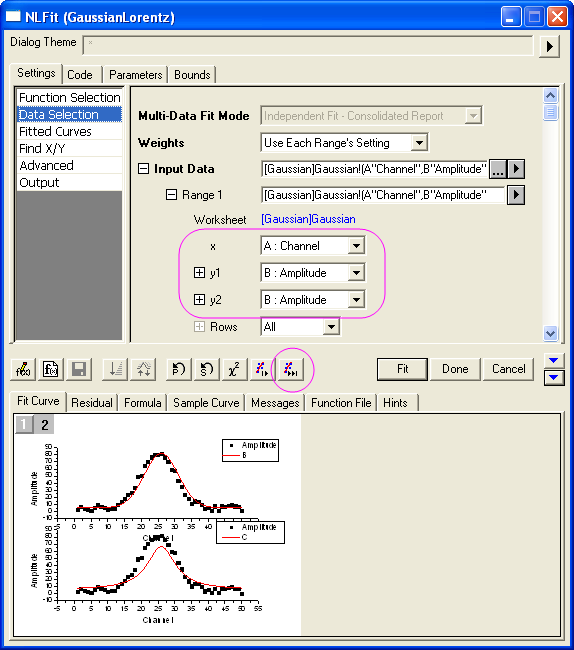 NLFit (GaussianLorentz)
Dialog Theme *
Settings Code Parameters Bounds
Function Selection
Data Selection
Fitted Curves
Find X/Y
Advanced
Output
Multi-Data Fit Mode Independent Fit - Consolidated Report
Weights Use Each Range's Setting
Input Data [Gaussian]Gaussian!(A"Channel",B"Amplitude" ...
Range 1 [Gaussian]Gaussian!(A"Channel",B"Amplitude"
Worksheet [Gaussian]Gaussian
x A : Channel
y1 B : Amplitude
y2 B : Amplitude
Rows All
Fit Done Cancel
Fit Curve Residual Formula Sample Curve Messages Function File Hints
1 2
Amplitude
B
90
80
70
60
50
40
30
20
10
0
-10
Amplitude
-5 0 5 10 15 20 25 30 35 40 45 50 55
Amplitude
C
90
80
70
60
50
40
30
20
10
0
-10
Amplitude
-5 0 5 10 15 20 25 30 35 40 45 50 55
Channel